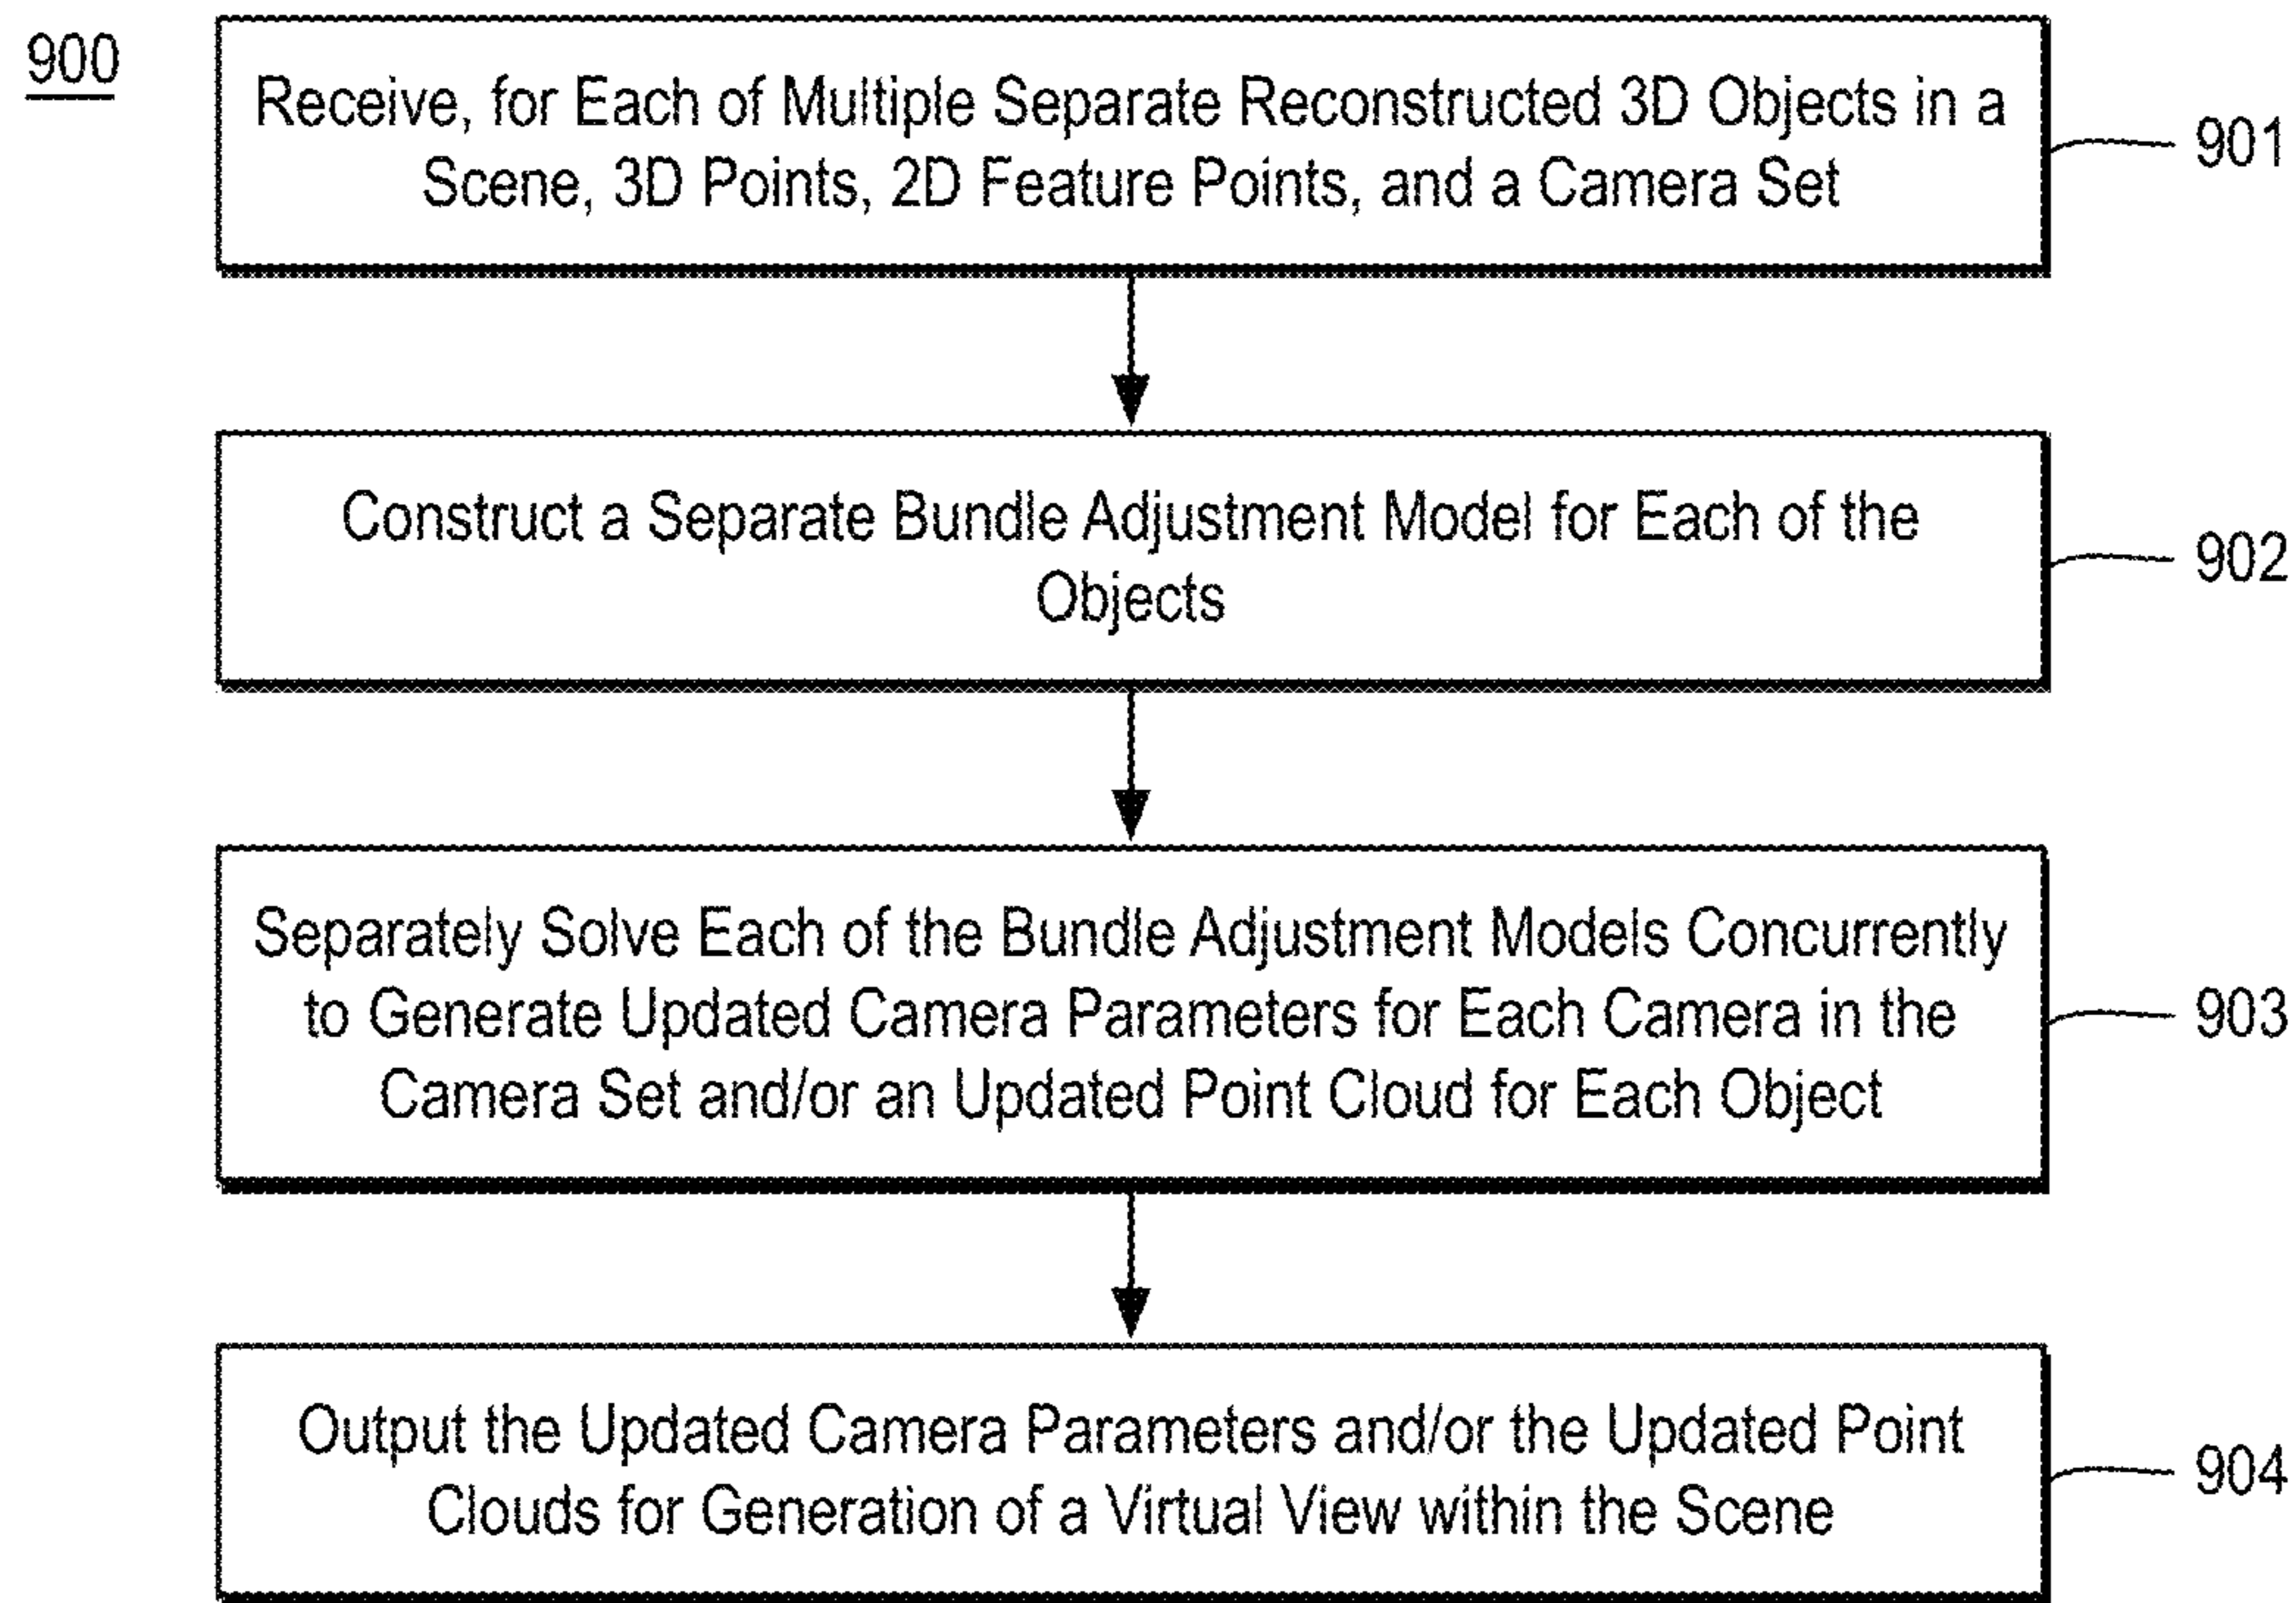 900
Receive, for Each of Multiple Separate Reconstructed 3D Objects in a
Scene, 3D Points, 2D Feature Points, and a Camera Set
901
Construct a Separate Bundle Adjustment Model for Each of the
Objects
902
Separately Solve Each of the Bundle Adjustment Models Concurrently
to Generate Updated Camera Parameters for Each Camera in the
Camera Set and/or an Updated Point Cloud for Each Object
903
Output the Updated Camera Parameters and/or the Updated Point
Clouds for Generation of a Virtual View within the Scene
904